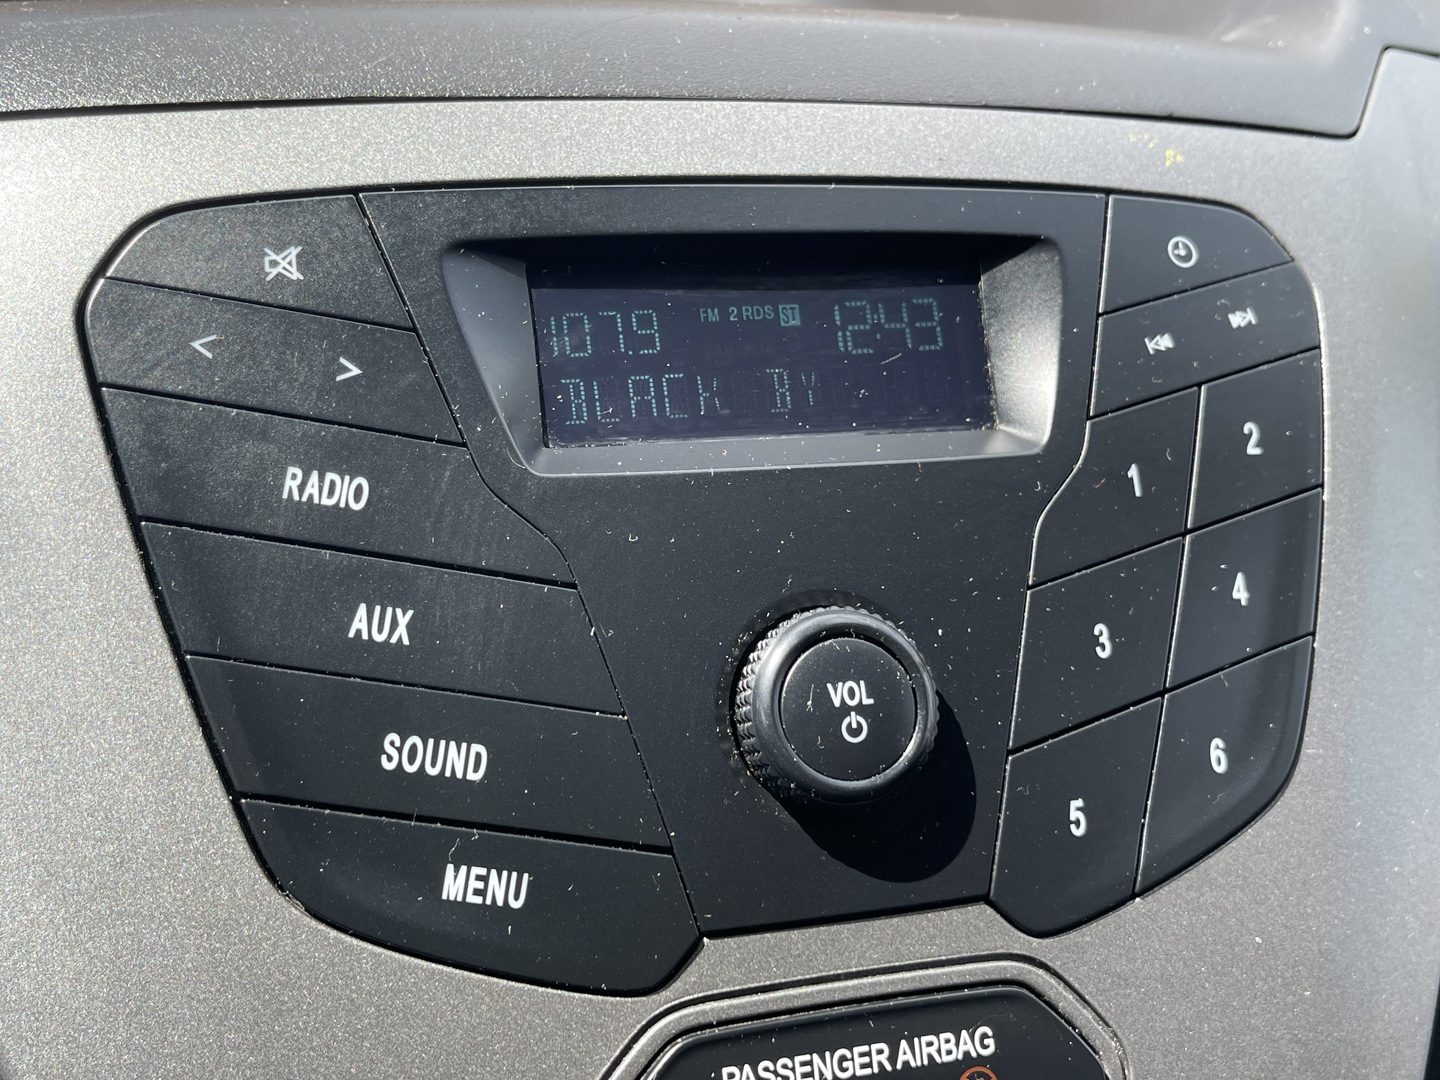 107.9 FM 2 RDS ST 12:43
BLACK BY
<
>
RADIO
AUX
SOUND
MENU
VOL
1
2
3
4
5
6
PASSENGER AIRBAG